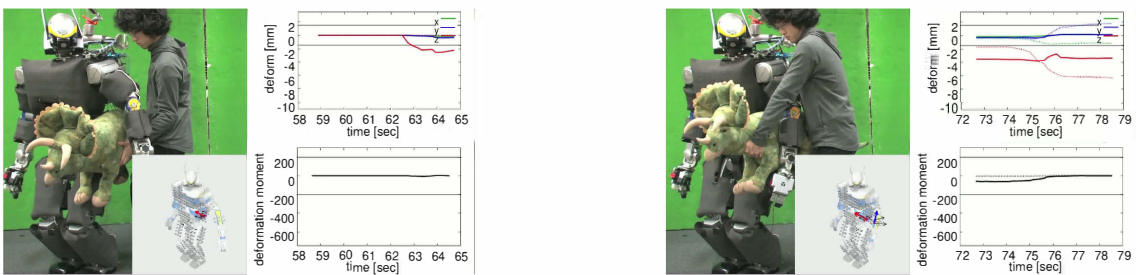 deform [mm]
2
0
-2
-4
-6
-8
-10
x
y
z
58 59 60 61 62 63 64 65
time [sec]
deformation moment
200
0
-200
-400
-600
58 59 60 61 62 63 64 65
time [sec]
deform [mm]
2
0
-2
-4
-6
-8
-10
x
y
z
72 73 74 75 76 77 78 79
time [sec]
deformation moment
200
0
-200
-400
-600
72 73 74 75 76 77 78 79
time [sec]